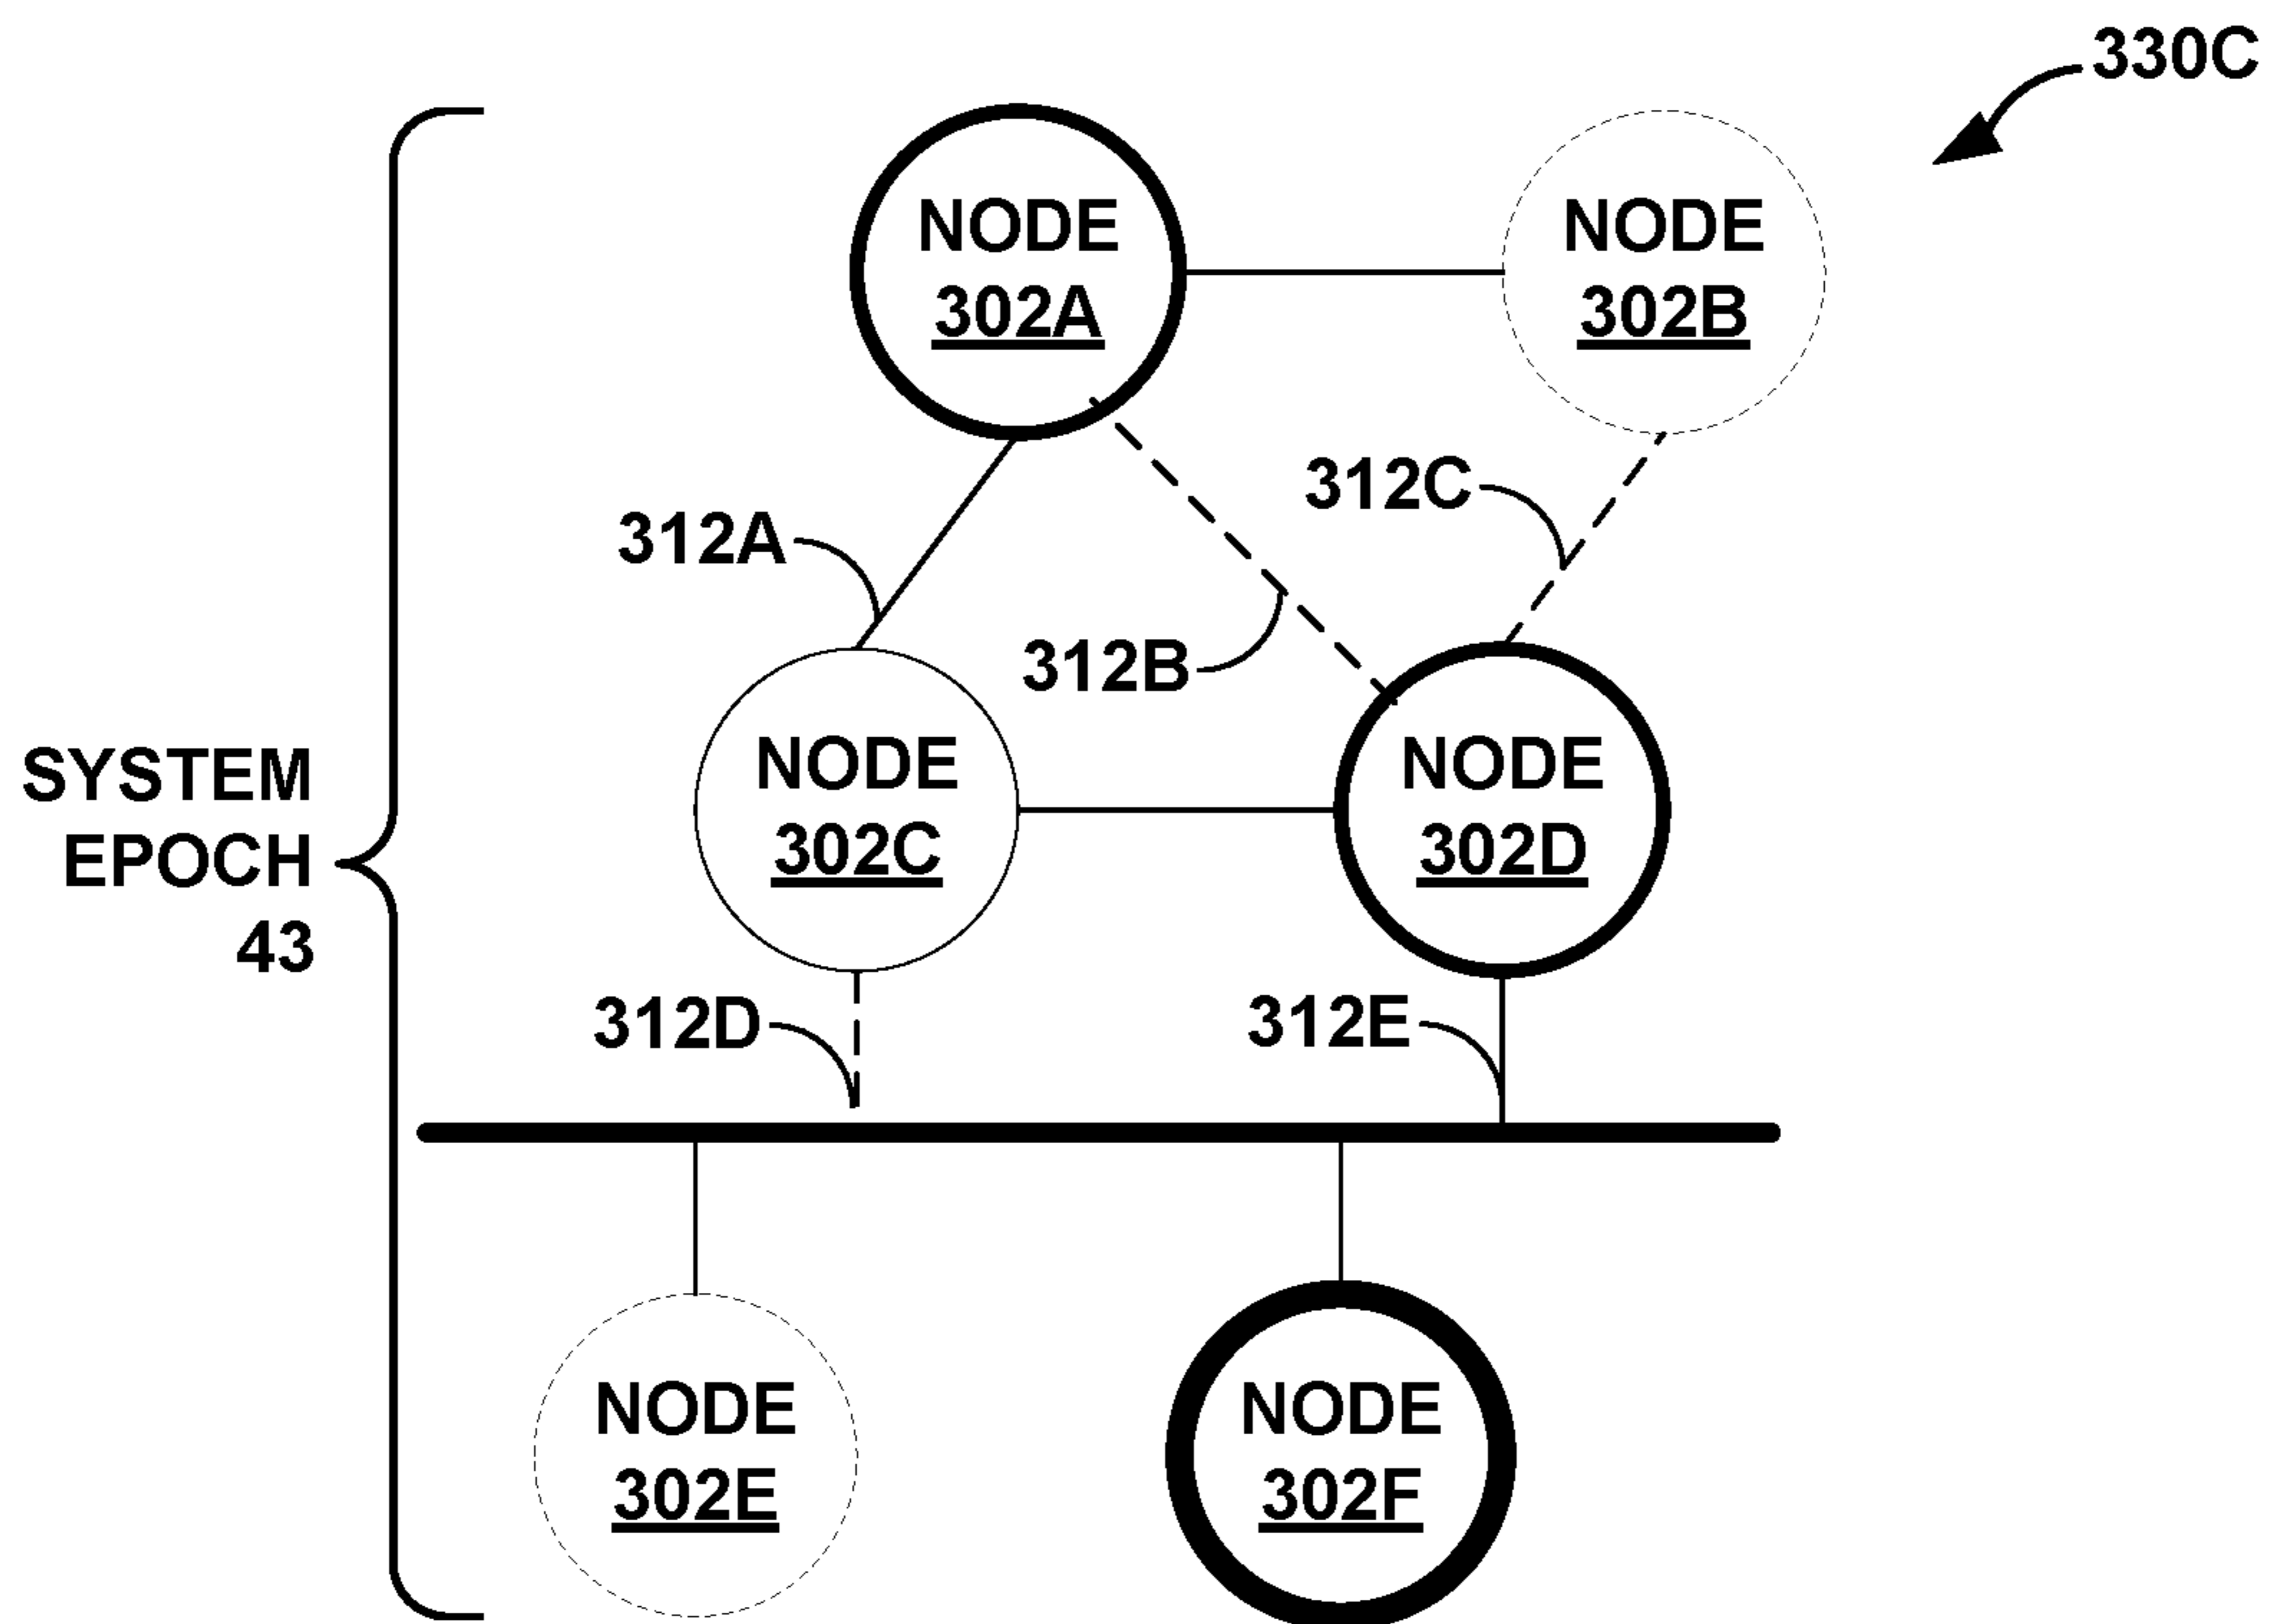 330C
NODE
302A
NODE
302B
312C
312A
312B
NODE
302C
NODE
302D
SYSTEM
EPOCH
43
312D
312E
NODE
302E
NODE
302F